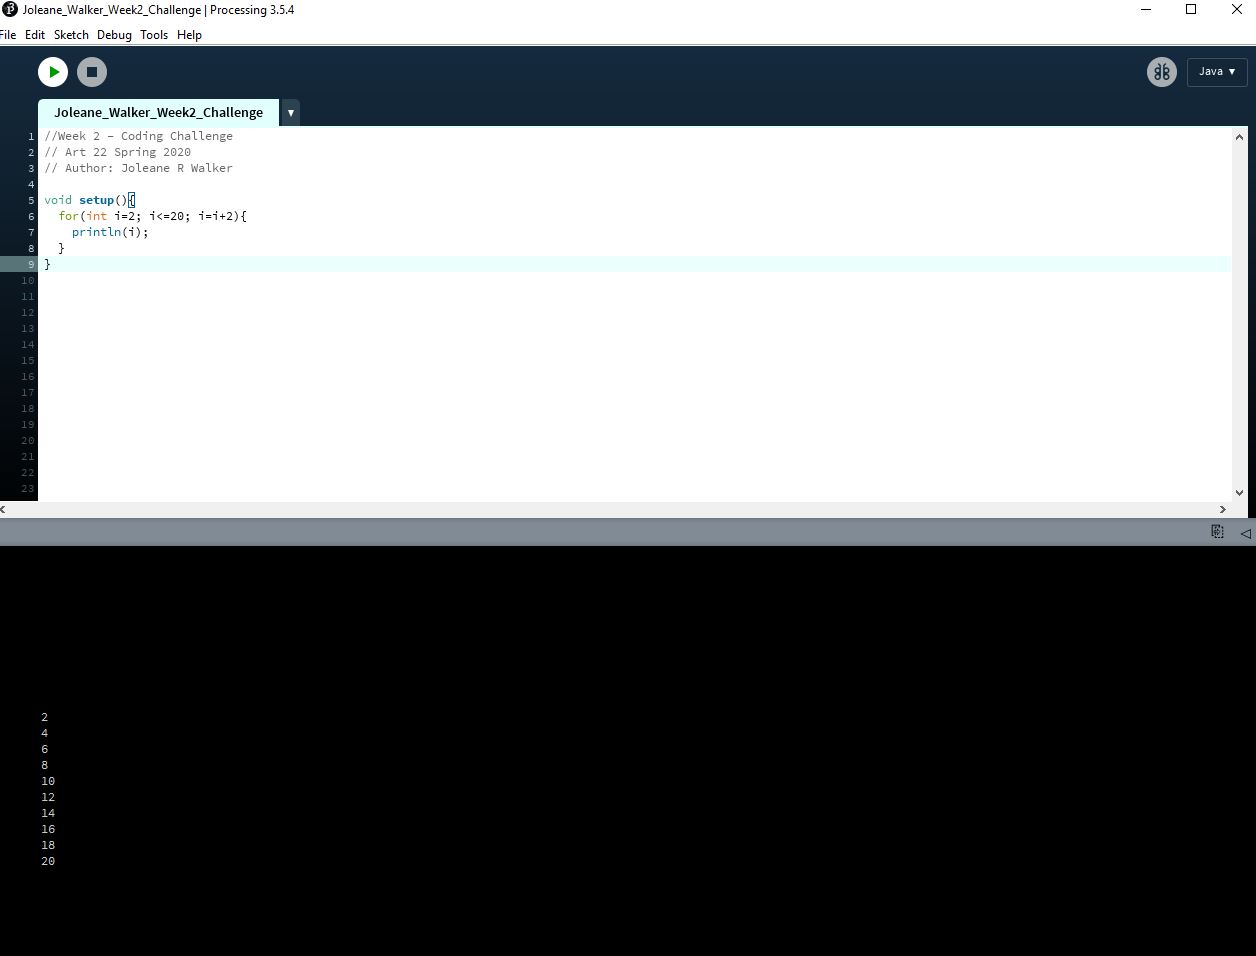 Joleane_Walker_Week2_Challenge | Processing 3.5.4
File Edit Sketch Debug Tools Help
Java ▼
Joleane_Walker_Week2_Challenge ▼
1 //Week 2 – Coding Challenge
2 // Art 22 Spring 2020
3 // Author: Joleane R Walker
4
5 void setup(){
6   for(int i=2; i<=20; i=i+2){
7     println(i);
8   }
9 }
10
11
12
13
14
15
16
17
18
19
20
21
22
23
2
4
6
8
10
12
14
16
18
20